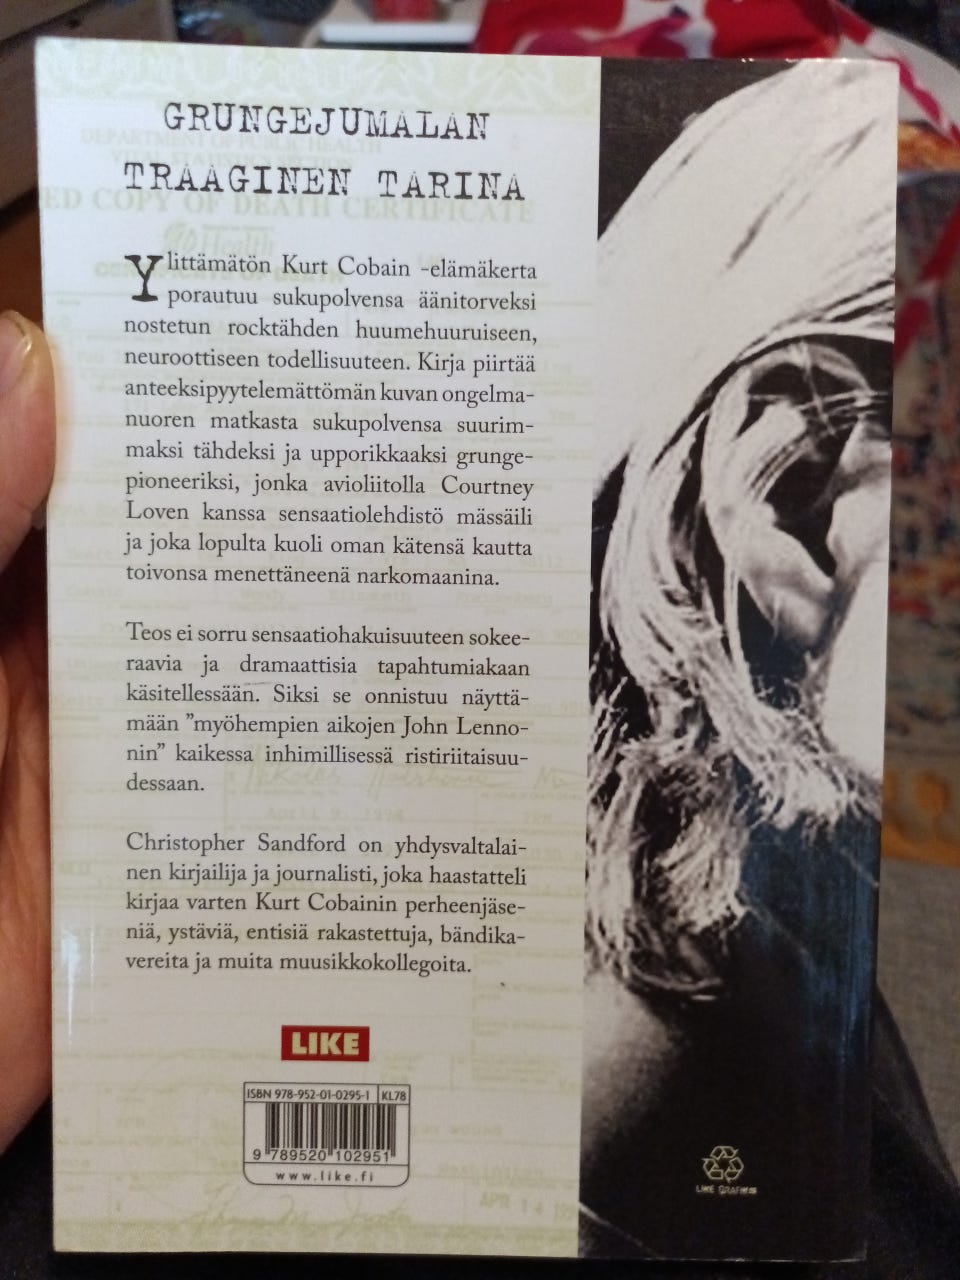 GRUNGEJUMALAN
TRAAGINEN TARINA
DEPARTMENT OF PUBLIC HEALTH
ED COPY OF DEATH CERTIFICATE
Health
Ylittämätön Kurt Cobain -elämäkerta
porautuu sukupolvensa äänitorveksi
nostetun rocktähden huumehuuruiseen,
neuroottiseen todellisuuteen. Kirja piirtää
anteeksipyytelemättömän kuvan ongelma-
nuoren matkasta sukupolvensa suurim-
maksi tähdeksi ja upporikkaaksi grunge-
pioneeriksi, jonka avioliitolla Courtney
Loven kanssa sensaatiolehdistö mässäili
ja joka lopulta kuoli oman kätensä kautta
toivonsa menettäneenä narkomaanina.
Teos ei sorru sensaatiohakuisuuteen sokee-
raavia ja dramaattisia tapahtumiakaan
käsitellessään. Siksi se onnistuu näyttä-
mään ”myöhempien aikojen John Lenno-
nin” kaikessa inhimillisessä ristiriitaisuu-
dessaan.
April 9, 1994
Christopher Sandford on yhdysvaltalai-
nen kirjailija ja journalisti, joka haastatteli
kirjaa varten Kurt Cobainin perheenjäse-
niä, ystäviä, entisiä rakastettuja, bändika-
vereita ja muita muusikkokollegoita.
LIKE
ISBN 978-952-01-0295-1 KL78
9 789520 102951
www.like.fi
APR 14
LIKE GRAFIIKS